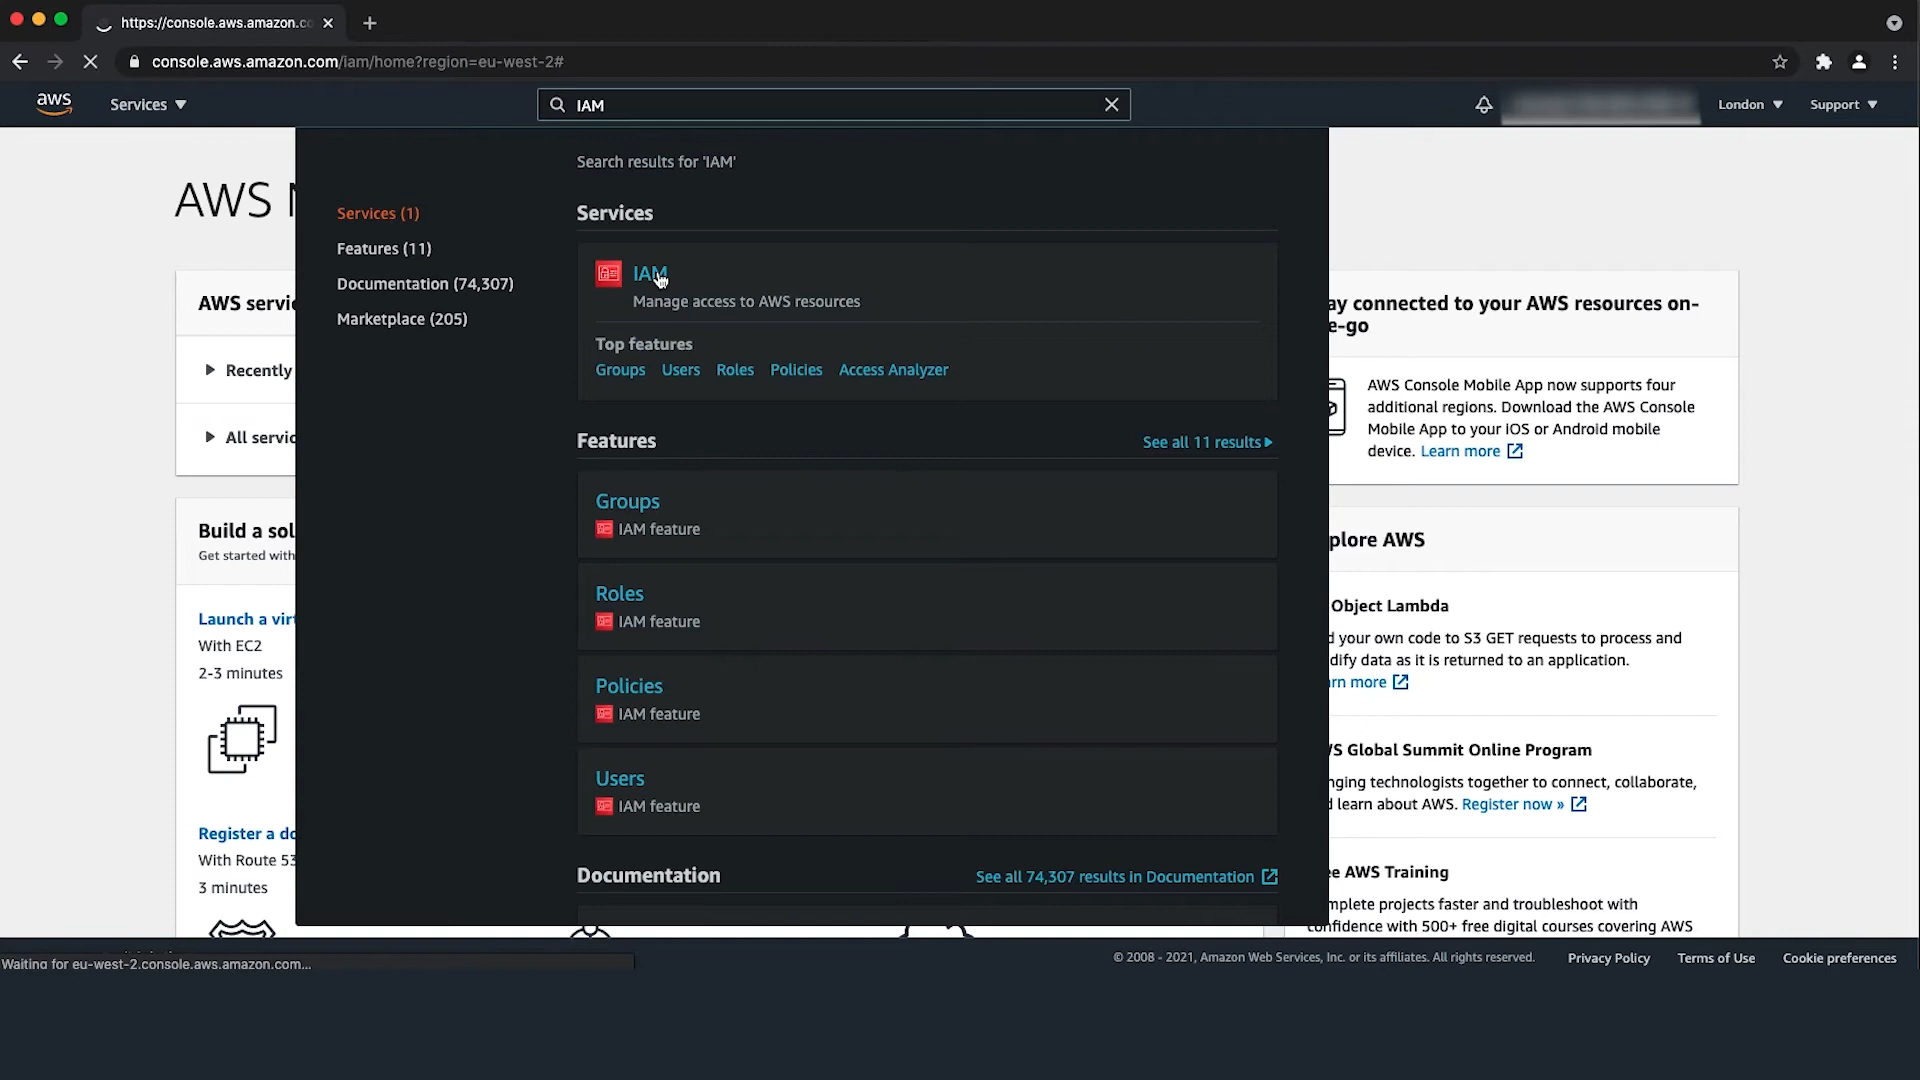 https://console.aws.amazon.co
console.aws.amazon.com/iam/home?region=eu-west-2#
aws
Services
IAM
London
Support
Search results for 'IAM'
AWS
Services (1)
Features (11)
Documentation (74,307)
Marketplace (205)
Services
IAM
Manage access to AWS resources
Top features
Groups Users Roles Policies Access Analyzer
Features
See all 11 results
Groups
IAM feature
Roles
IAM feature
Policies
IAM feature
Users
IAM feature
Documentation
See all 74,307 results in Documentation
AWS servic
Recently
All servic
Build a sol
Get started with
Launch a virt
With EC2
2-3 minutes
Register a do
With Route 53
3 minutes
ay connected to your AWS resources on-
e-go
AWS Console Mobile App now supports four
additional regions. Download the AWS Console
Mobile App to your iOS or Android mobile
device. Learn more
plore AWS
Object Lambda
d your own code to S3 GET requests to process and
dify data as it is returned to an application.
rn more
S Global Summit Online Program
nging technologists together to connect, collaborate,
d learn about AWS. Register now »
e AWS Training
mplete projects faster and troubleshoot with
confidence with 500+ free digital courses covering AWS
Waiting for eu-west-2.console.aws.amazon.com...
© 2008 - 2021, Amazon Web Services, Inc. or its affiliates. All rights reserved.
Privacy Policy
Terms of Use
Cookie preferences